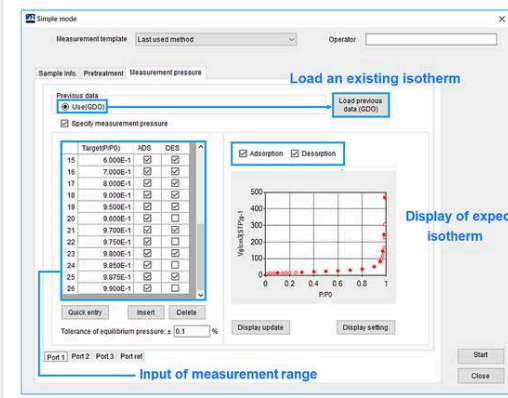 Simple mode
Measurement template Last used method Operator
Sample Info. Pretreatment Measurement pressure
Load an existing isotherm
Previous data
Use(GDO)
Load previous
data (GDO)
Specify measurement pressure
Target(P/P0) ADS DES
15 6.000E-1
16 7.000E-1
17 8.000E-1
18 9.000E-1
19 9.500E-1
20 9.600E-1
21 9.700E-1
22 9.750E-1
23 9.800E-1
24 9.850E-1
25 9.875E-1
26 9.900E-1
Adsorption Desorption
500
400
300
200
100
0
0 0.2 0.4 0.6 0.8 1
P/P0
Display of expec
isotherm
Quick entry Insert Delete
Tolerance of equilibrium pressure: ± 0.1 %
Display update Display setting
Port 1 Port 2 Port 3 Port ref
Input of measurement range
Start
Close